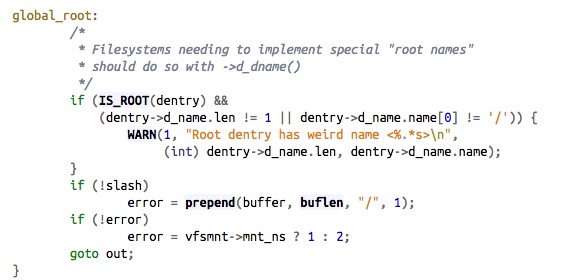 global_root:
/*
* Filesystems needing to implement special "root names"
* should do so with ->d_dname()
*/
if (IS_ROOT(dentry) &&
(dentry->d_name.len != 1 || dentry->d_name.name[0] != '/')) {
WARN(1, "Root dentry has weird name <%.*s>\n",
(int) dentry->d_name.len, dentry->d_name.name);
}
if (!slash)
error = prepend(buffer, buflen, "/", 1);
if (!error)
error = vfsmnt->mnt_ns ? 1 : 2;
goto out;
}